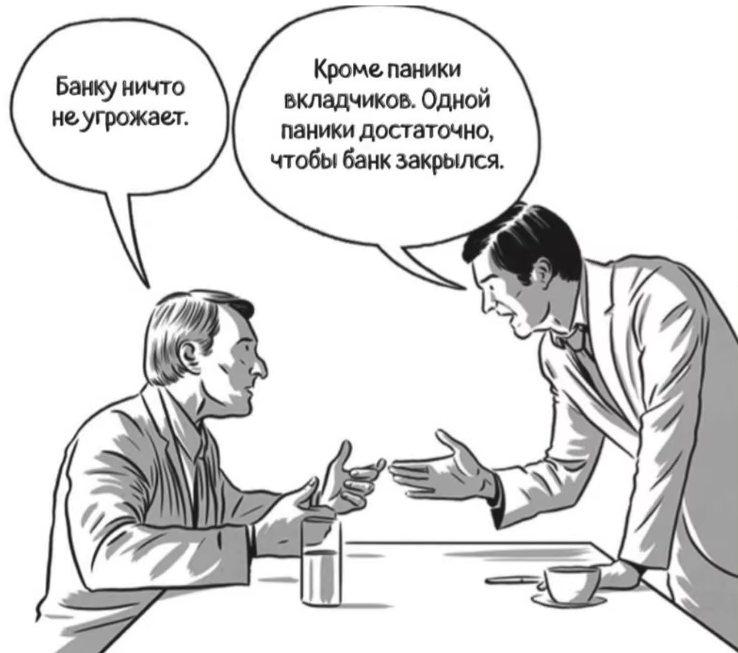 Банку ничто
не угрожает.
Кроме паники
вкладчиков. Одной
паники достаточно,
чтобы банк закрылся.